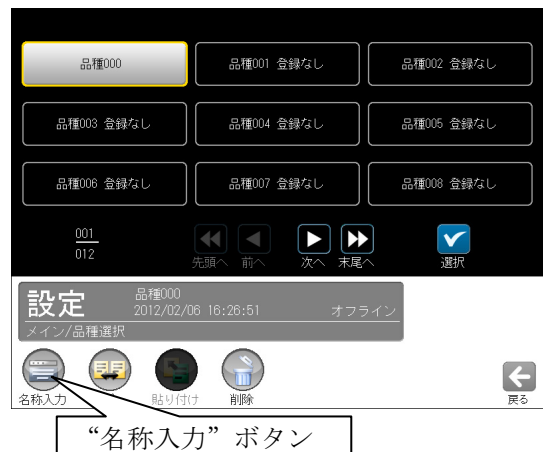 品種000
品種001 登録なし
品種002 登録なし
品種003 登録なし
品種004 登録なし
品種005 登録なし
品種006 登録なし
品種007 登録なし
品種008 登録なし
001
012
先頭へ 前へ 次へ 末尾へ 選択
設定
品種000
2012/02/06 16:26:51 オフライン
メイン/品種選択
名称入力 貼り付け 削除 戻る
“名称入力”ボタン